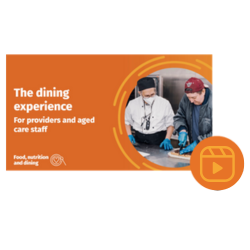 The dining
experience
For providers and aged
care staff
Food, nutrition
and dining